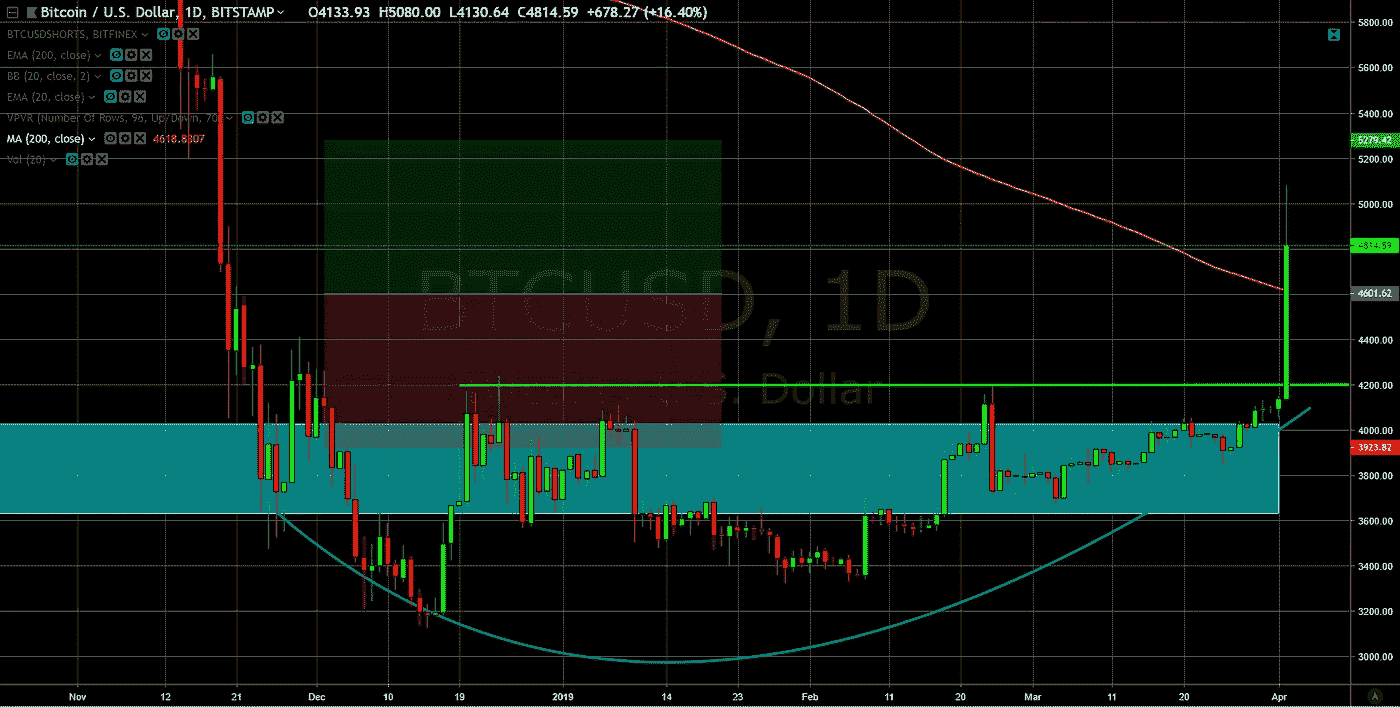 Bitcoin / U.S. Dollar, 1D, BITSTAMP O4133.93 H5080.00 L4130.64 C4814.59 +678.27 (+16.40%)
BTCUSDSHORTS, BITFINEX
EMA (200, close)
BB (20, close, 2)
EMA (20, close)
VPVR (Number Of Rows, 96, Up/Down, 70)
MA (200, close) 4618.8307
Vol (20)
BTCUSD, 1D
Dollar
5800.00
5600.00
5400.00
5279.42
5200.00
5000.00
4814.59
4601.62
4400.00
4200.00
4000.00
3923.82
3800.00
3600.00
3400.00
3200.00
3000.00
Nov 12 21 Dec 10 19 2019 14 23 Feb 11 20 Mar 11 20 Apr
A